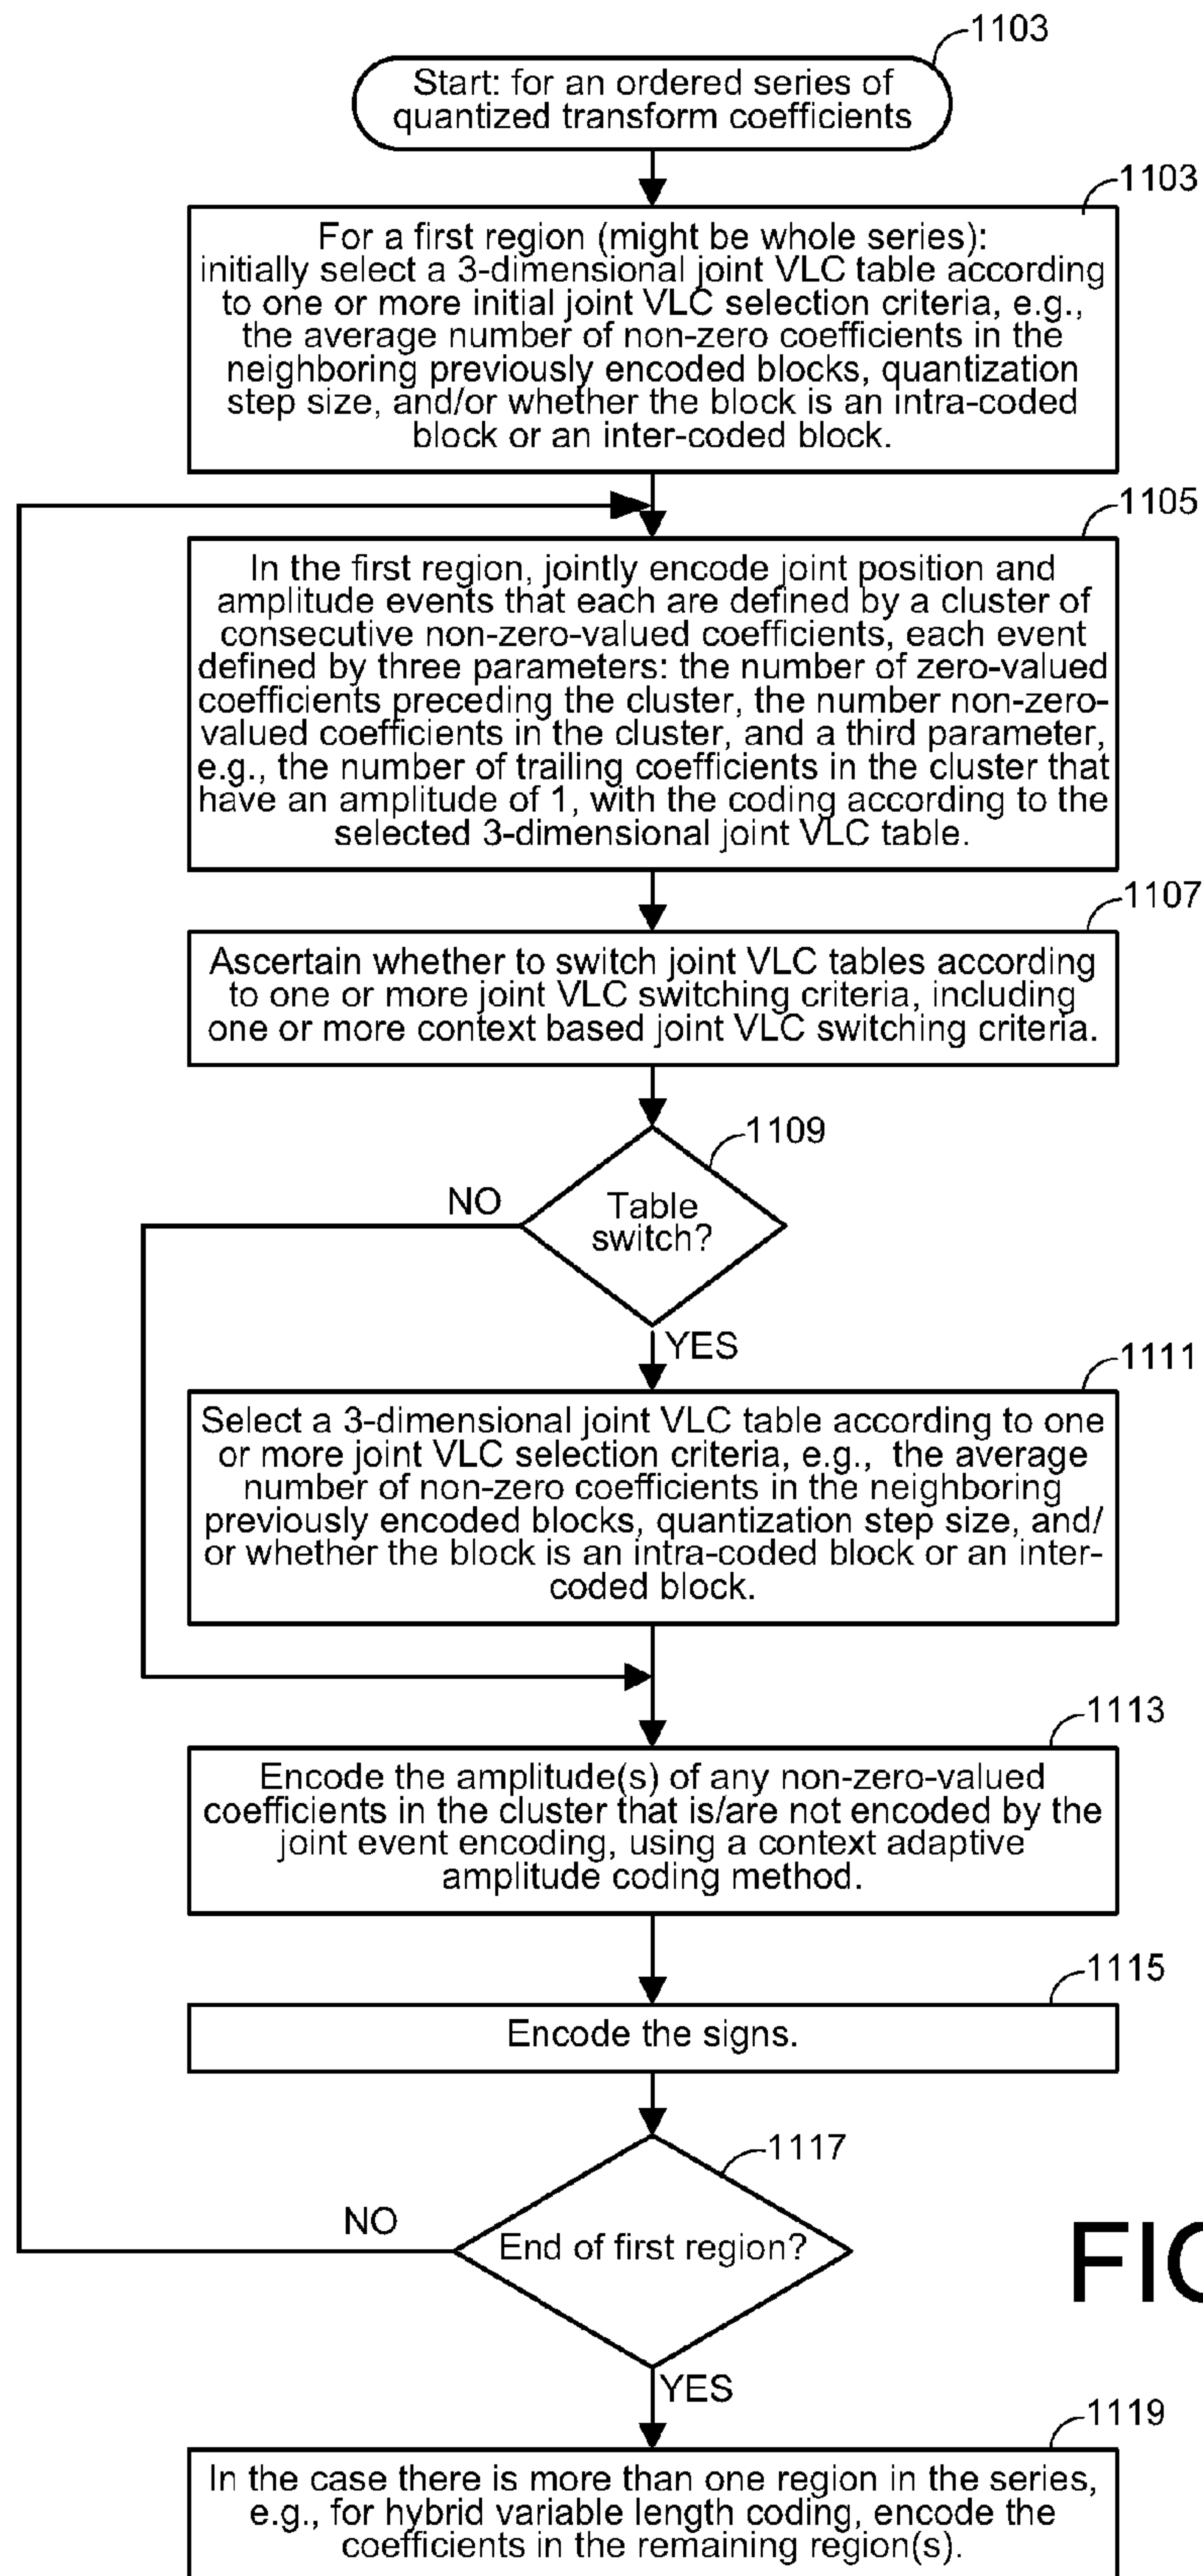 1103
Start: for an ordered series of
quantized transform coefficients
1103
For a first region (might be whole series):
initially select a 3-dimensional joint VLC table according
to one or more initial joint VLC selection criteria, e.g.,
the average number of non-zero coefficients in the
neighboring previously encoded blocks, quantization
step size, and/or whether the block is an intra-coded
block or an inter-coded block.
1105
In the first region, jointly encode joint position and
amplitude events that each are defined by a cluster of
consecutive non-zero-valued coefficients, each event
defined by three parameters: the number of zero-valued
coefficients preceding the cluster, the number non-zero-
valued coefficients in the cluster, and a third parameter,
e.g., the number of trailing coefficients in the cluster that
have an amplitude of 1, with the coding according to the
selected 3-dimensional joint VLC table.
1107
Ascertain whether to switch joint VLC tables according
to one or more joint VLC switching criteria, including
one or more context based joint VLC switching criteria.
1109
NO
Table
switch?
YES
1111
Select a 3-dimensional joint VLC table according to one
or more joint VLC selection criteria, e.g., the average
number of non-zero coefficients in the neighboring
previously encoded blocks, quantization step size, and/
or whether the block is an intra-coded block or an inter-
coded block.
1113
Encode the amplitude(s) of any non-zero-valued
coefficients in the cluster that is/are not encoded by the
joint event encoding, using a context adaptive
amplitude coding method.
1115
Encode the signs.
1117
NO
End of first region?
YES
1119
In the case there is more than one region in the series,
e.g., for hybrid variable length coding, encode the
coefficients in the remaining region(s).